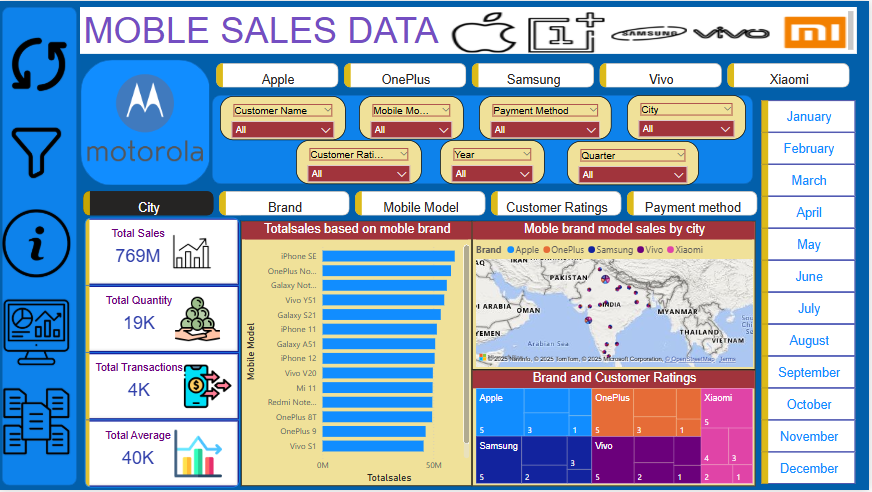 MOBLE SALES DATA
1+
SAMSUNG
vivo
mi
motorola
Apple
OnePlus
Samsung
Vivo
Xiaomi
Customer Name
All
Mobile Mo...
All
Payment Method
All
City
All
Customer Rati...
All
Year
All
Quarter
All
January
February
March
April
May
June
July
August
September
October
November
December
City
Brand
Mobile Model
Customer Ratings
Payment method
Total Sales
769M
Total Quantity
19K
Total Transactions
4K
Total Average
40K
Totalsales based on moble brand
Mobile Model
iPhone SE
OnePlus No...
Galaxy Not...
Vivo Y51
Galaxy S21
iPhone 11
Galaxy A51
iPhone 12
Vivo V20
Mi 11
Redmi Note...
OnePlus 8T
OnePlus 9
Vivo S1
0M
50M
Totalsales
Moble brand model sales by city
Brand Apple OnePlus Samsung Vivo Xiaomi
PAKISTAN
INDIA
OMAN
MYANMAR
THAILAND
VIETNAM
Arabian Sea
© 2025 TomTom, © 2025 Microsoft Corporation, © OpenStreetMap Terms
Brand and Customer Ratings
Apple
5
3
1
OnePlus
5
3
1
Xiaomi
5
4
3
2
1
Samsung
5
2
3
Vivo
5
2
1